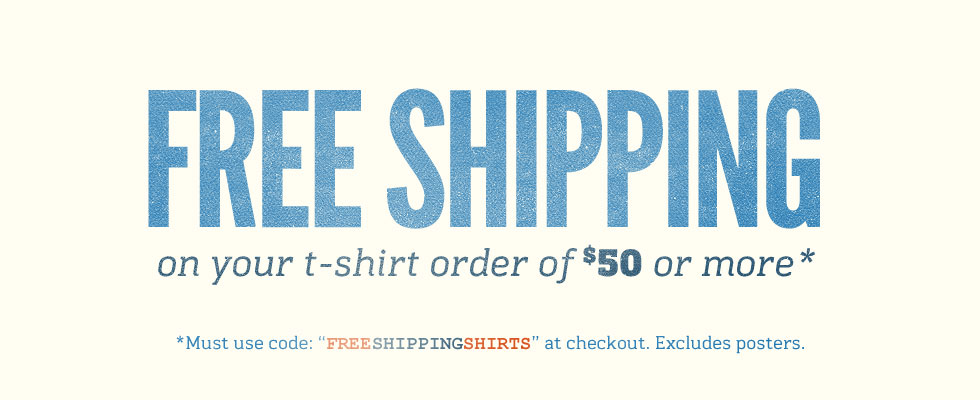 FREE SHIPPING
on your t-shirt order of $50 or more*
*Must use code: “FREESHIPPINGSHIRTS” at checkout. Excludes posters.